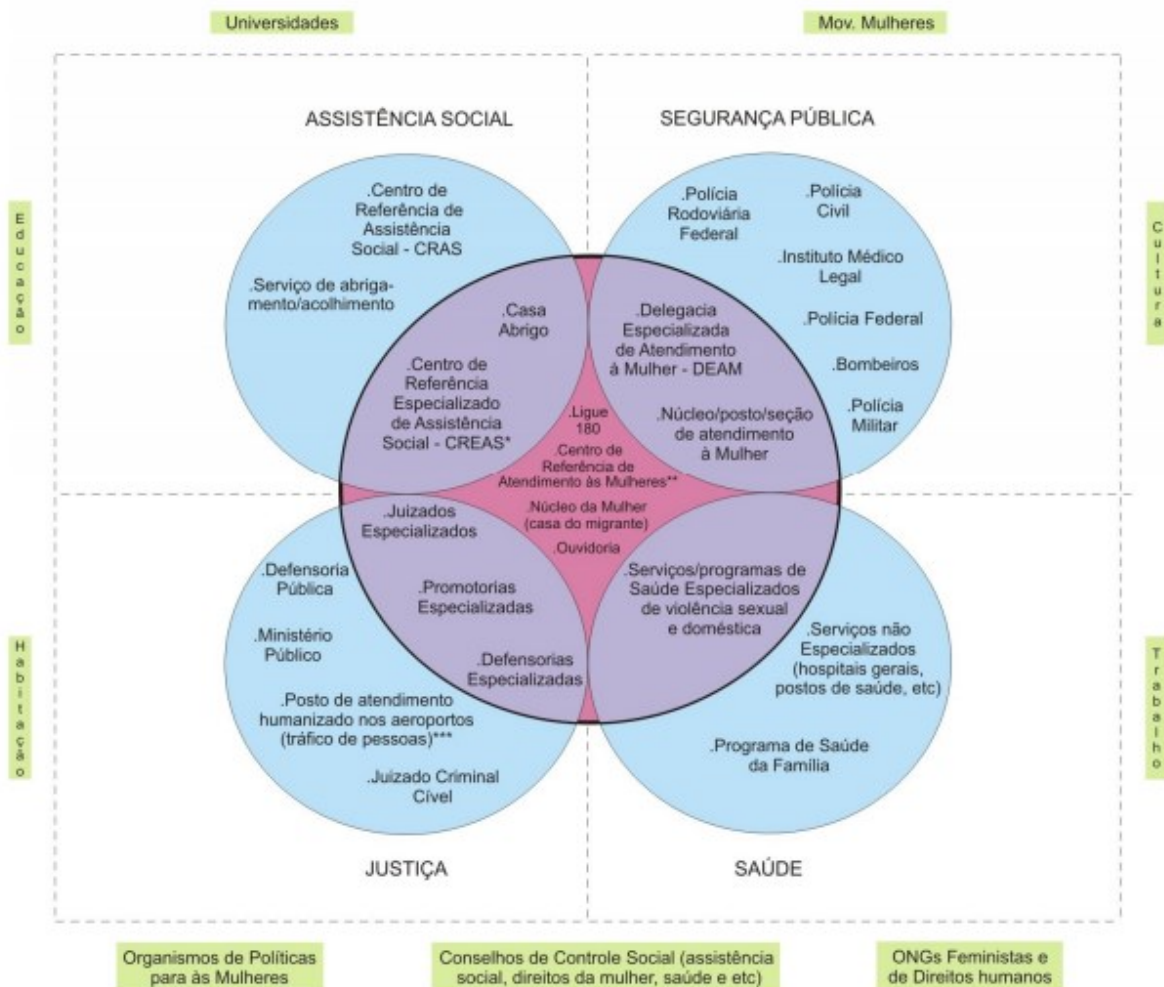 Universidades
Mov. Mulheres
ASSISTÊNCIA SOCIAL
SEGURANÇA PÚBLICA
Educação
Cultura
.Centro de
Referência de
Assistência
Social - CRAS
.Serviço de abriga-
mento/acolhimento
.Casa
Abrigo
.Centro de
Referência
Especializado
de Assistência
Social - CREAS*
.Polícia
Rodoviária
Federal
.Polícia
Civil
.Instituto Médico
Legal
.Polícia Federal
.Bombeiros
.Polícia
Militar
.Delegacia
Especializada
de Atendimento
à Mulher - DEAM
.Núcleo/posto/seção
de atendimento
à Mulher
.Ligue
180
.Centro de
Referência de
Atendimento às Mulheres**
.Núcleo da Mulher
(casa do migrante)
.Ouvidoria
.Juizados
Especializados
.Promotorias
Especializadas
.Defensorias
Especializadas
.Defensoria
Pública
.Ministério
Público
.Posto de atendimento
humanizado nos aeroportos
(tráfico de pessoas)***
.Juizado Criminal
Cível
.Serviços/programas de
Saúde Especializados
de violência sexual
e doméstica
.Serviços não
Especializados
(hospitais gerais,
postos de saúde, etc)
.Programa de Saúde
da Família
Habitação
Trabalho
JUSTIÇA
SAÚDE
Organismos de Políticas
para às Mulheres
Conselhos de Controle Social (assistência
social, direitos da mulher, saúde e etc)
ONGs Feministas e
de Direitos humanos